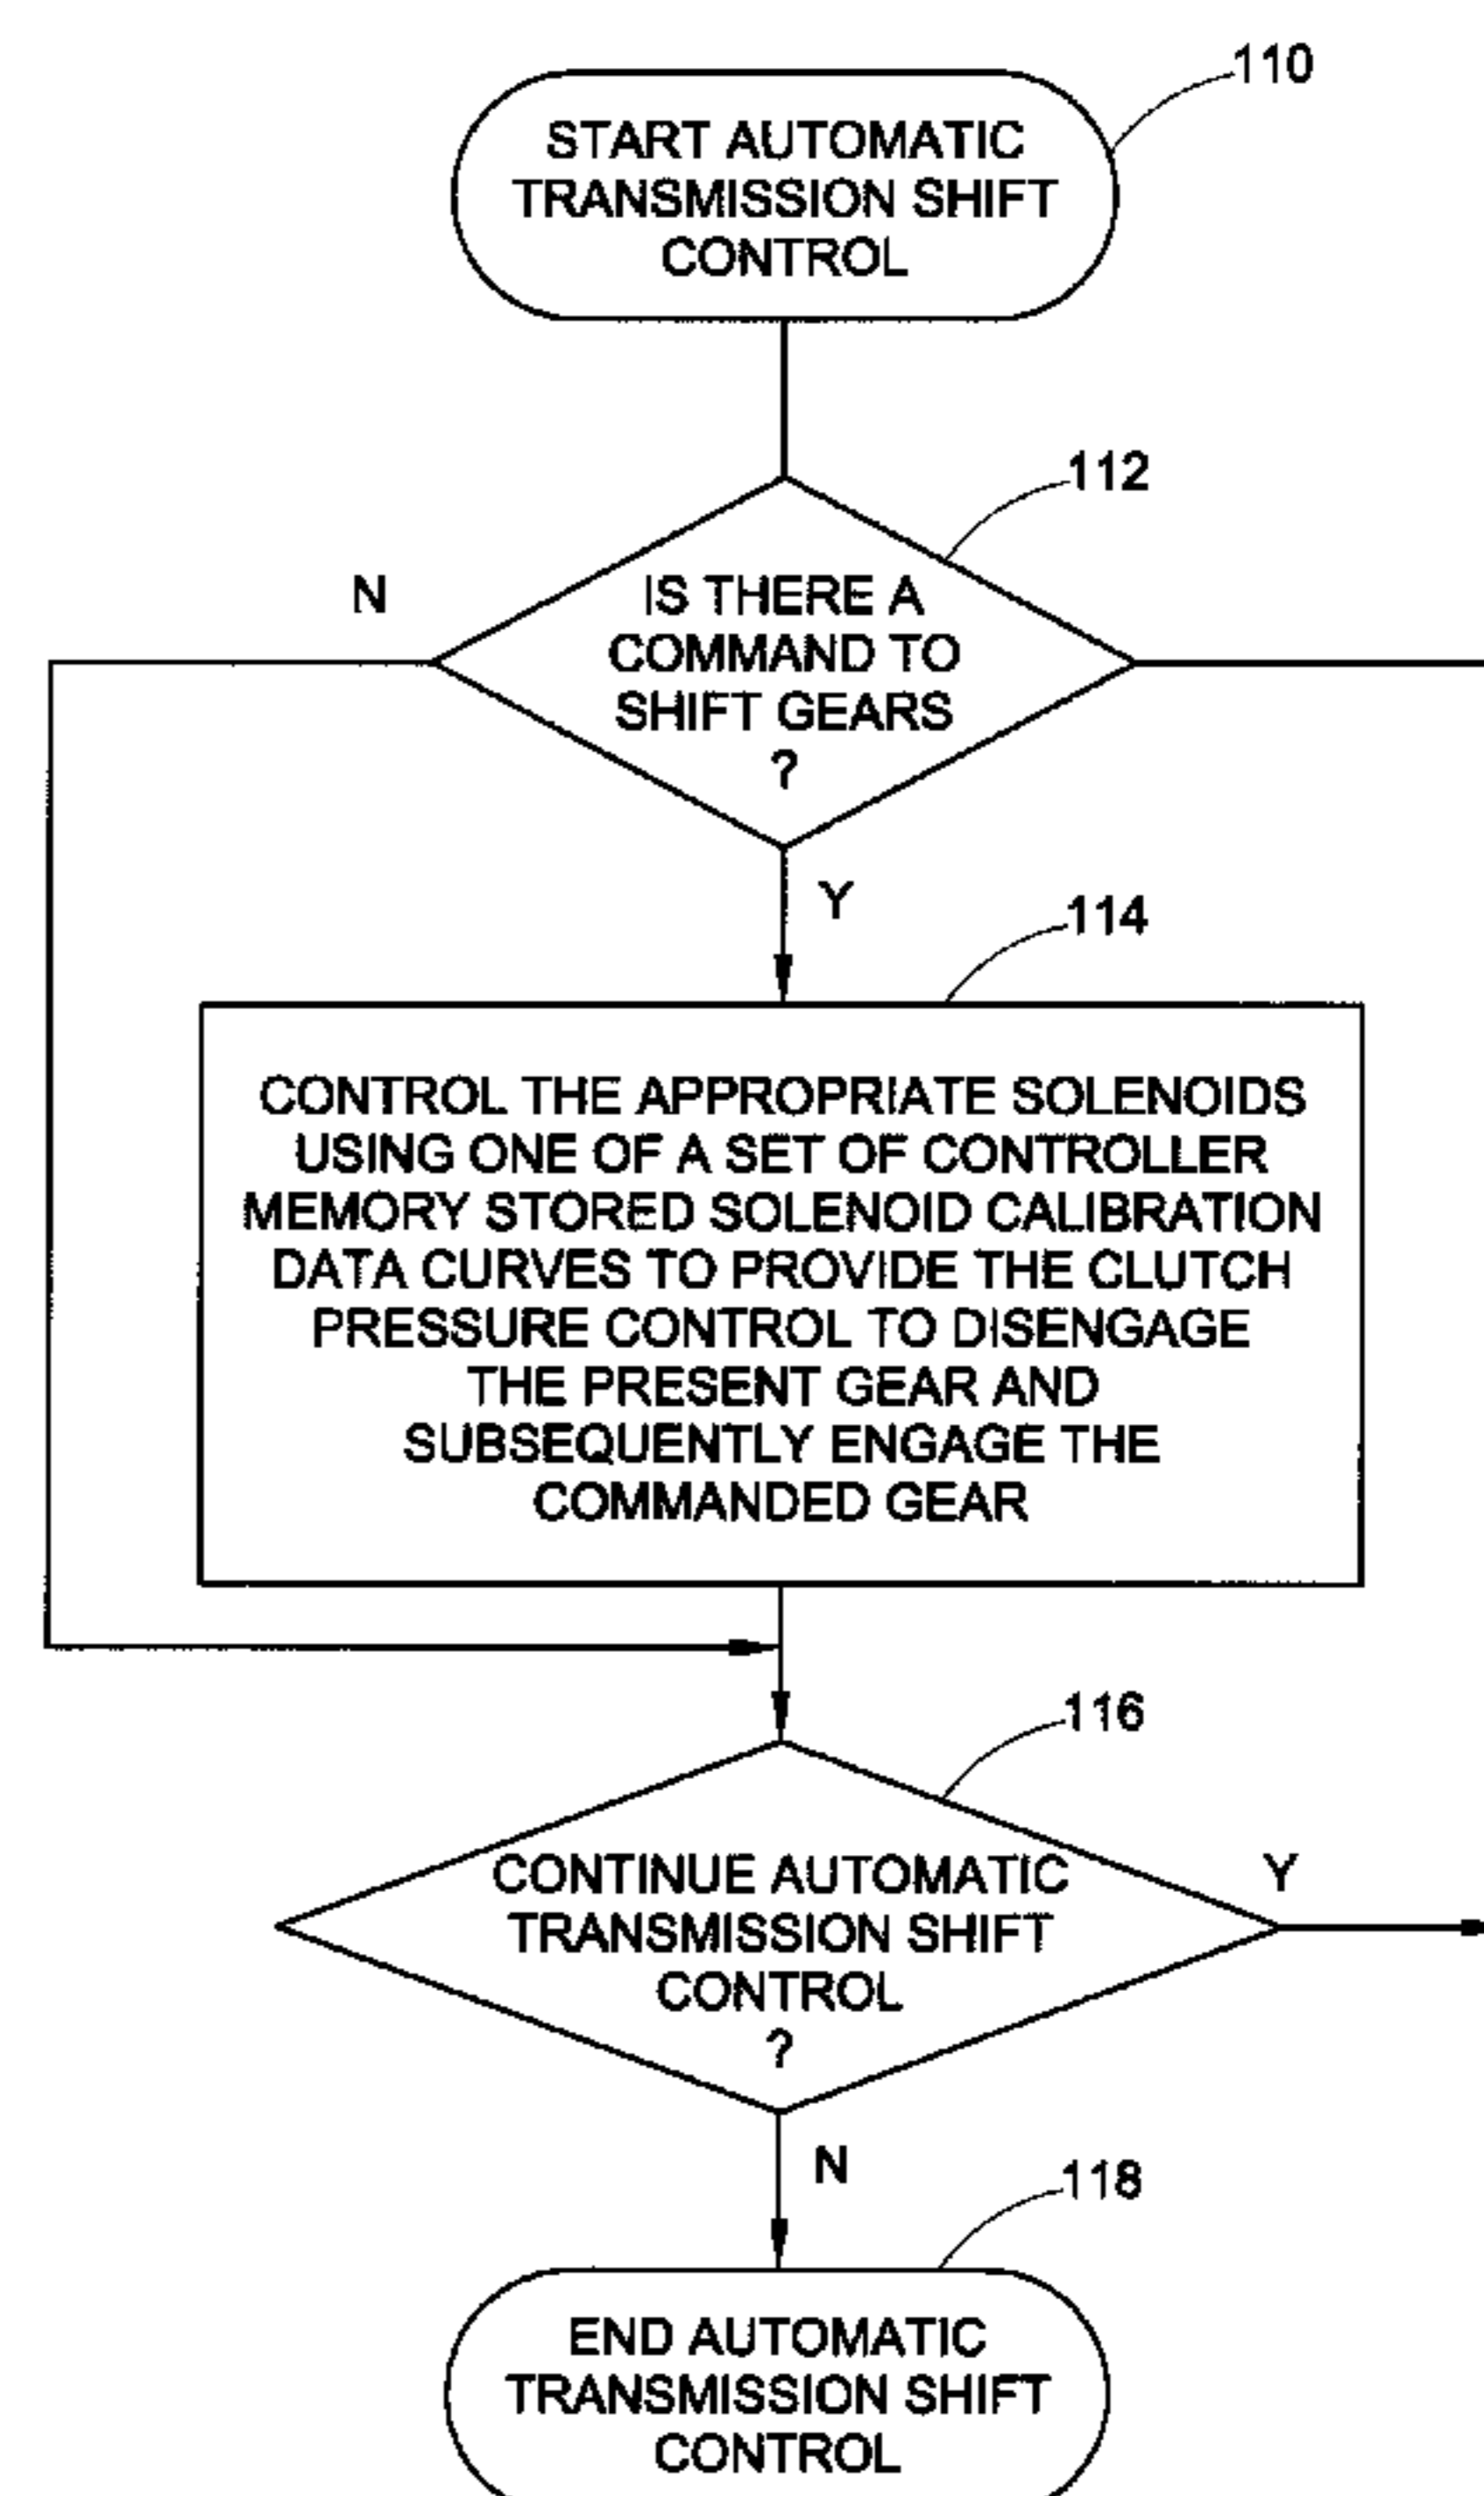 110
START AUTOMATIC
TRANSMISSION SHIFT
CONTROL
112
N
IS THERE A
COMMAND TO
SHIFT GEARS
?
Y
114
CONTROL THE APPROPRIATE SOLENOIDS
USING ONE OF A SET OF CONTROLLER
MEMORY STORED SOLENOID CALIBRATION
DATA CURVES TO PROVIDE THE CLUTCH
PRESSURE CONTROL TO DISENGAGE
THE PRESENT GEAR AND
SUBSEQUENTLY ENGAGE THE
COMMANDED GEAR
116
CONTINUE AUTOMATIC
TRANSMISSION SHIFT
CONTROL
?
Y
N
118
END AUTOMATIC
TRANSMISSION SHIFT
CONTROL